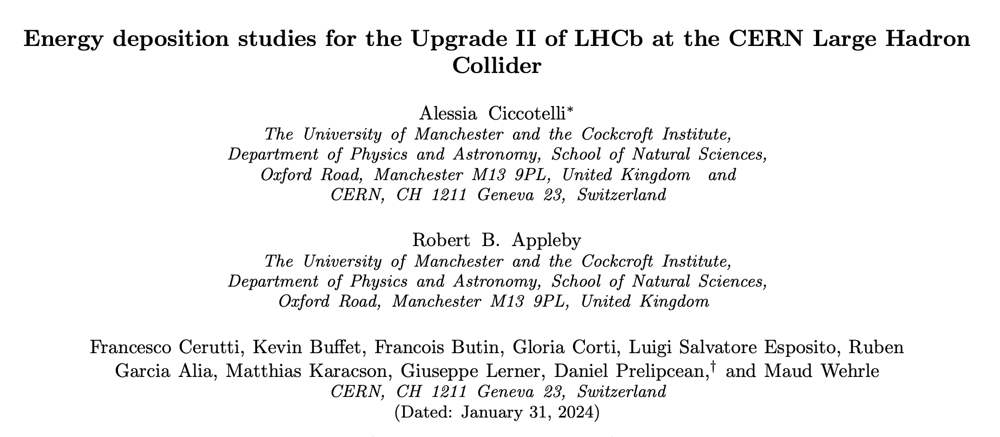 Energy deposition studies for the Upgrade II of LHCb at the CERN Large Hadron
Collider
Alessia Ciccotelli*
The University of Manchester and the Cockcroft Institute,
Department of Physics and Astronomy, School of Natural Sciences,
Oxford Road, Manchester M13 9PL, United Kingdom and
CERN, CH 1211 Geneva 23, Switzerland
Robert B. Appleby
The University of Manchester and the Cockcroft Institute,
Department of Physics and Astronomy, School of Natural Sciences,
Oxford Road, Manchester M13 9PL, United Kingdom
Francesco Cerutti, Kevin Buffet, Francois Butin, Gloria Corti, Luigi Salvatore Esposito, Ruben
Garcia Alia, Matthias Karacson, Giuseppe Lerner, Daniel Prelipcean,† and Maud Wehrle
CERN, CH 1211 Geneva 23, Switzerland
(Dated: January 31, 2024)